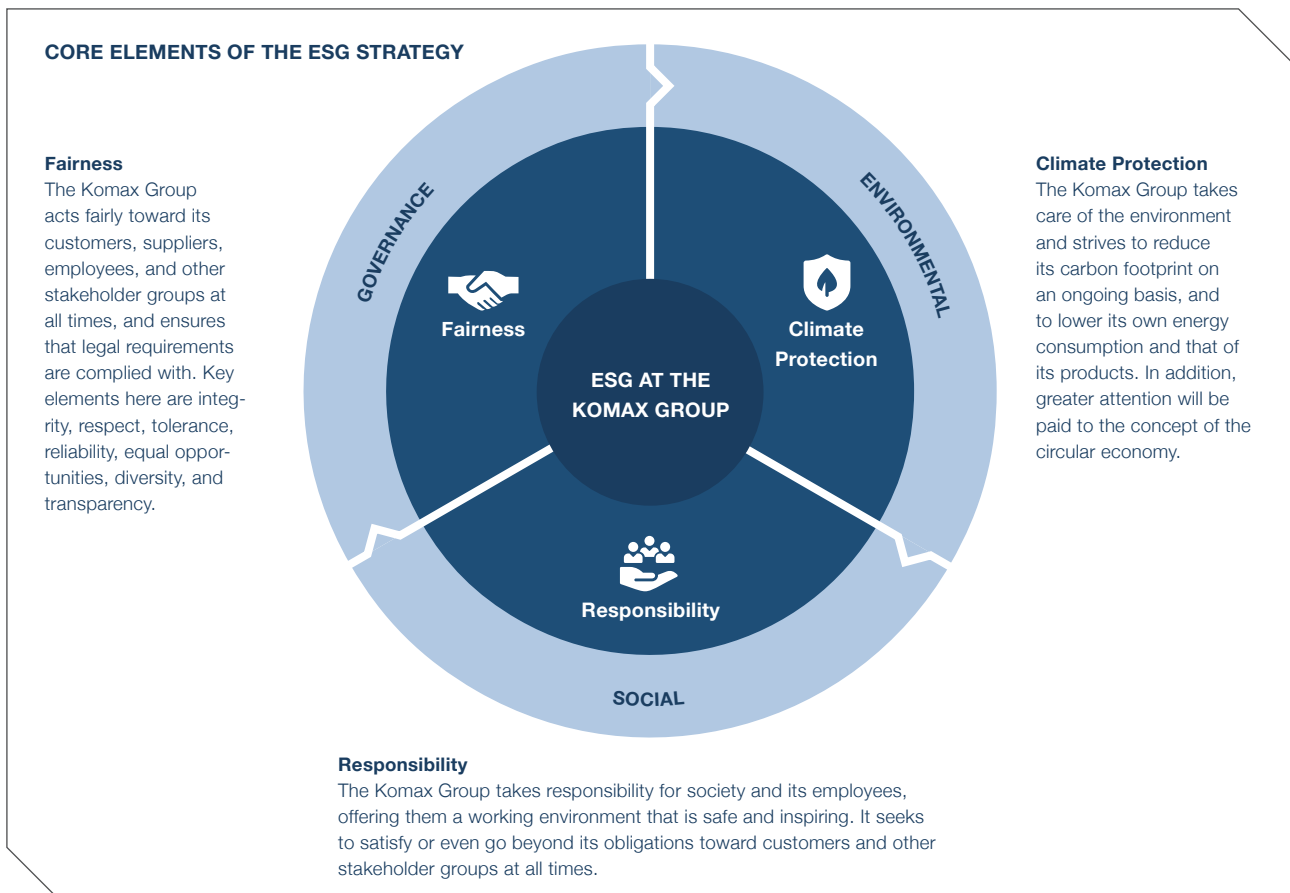 CORE ELEMENTS OF THE ESG STRATEGY
Fairness
The Komax Group
acts fairly toward its
customers, suppliers,
employees, and other
stakeholder groups at
all times, and ensures
that legal requirements
are complied with. Key
elements here are integ-
rity, respect, tolerance,
reliability, equal oppor-
tunities, diversity, and
transparency.
GOVERNANCE
Fairness
ENVIRONMENTAL
Climate
Protection
ESG AT THE
KOMAX GROUP
Responsibility
SOCIAL
Climate Protection
The Komax Group takes
care of the environment
and strives to reduce
its carbon footprint on
an ongoing basis, and
to lower its own energy
consumption and that of
its products. In addition,
greater attention will be
paid to the concept of the
circular economy.
Responsibility
The Komax Group takes responsibility for society and its employees,
offering them a working environment that is safe and inspiring. It seeks
to satisfy or even go beyond its obligations toward customers and other
stakeholder groups at all times.